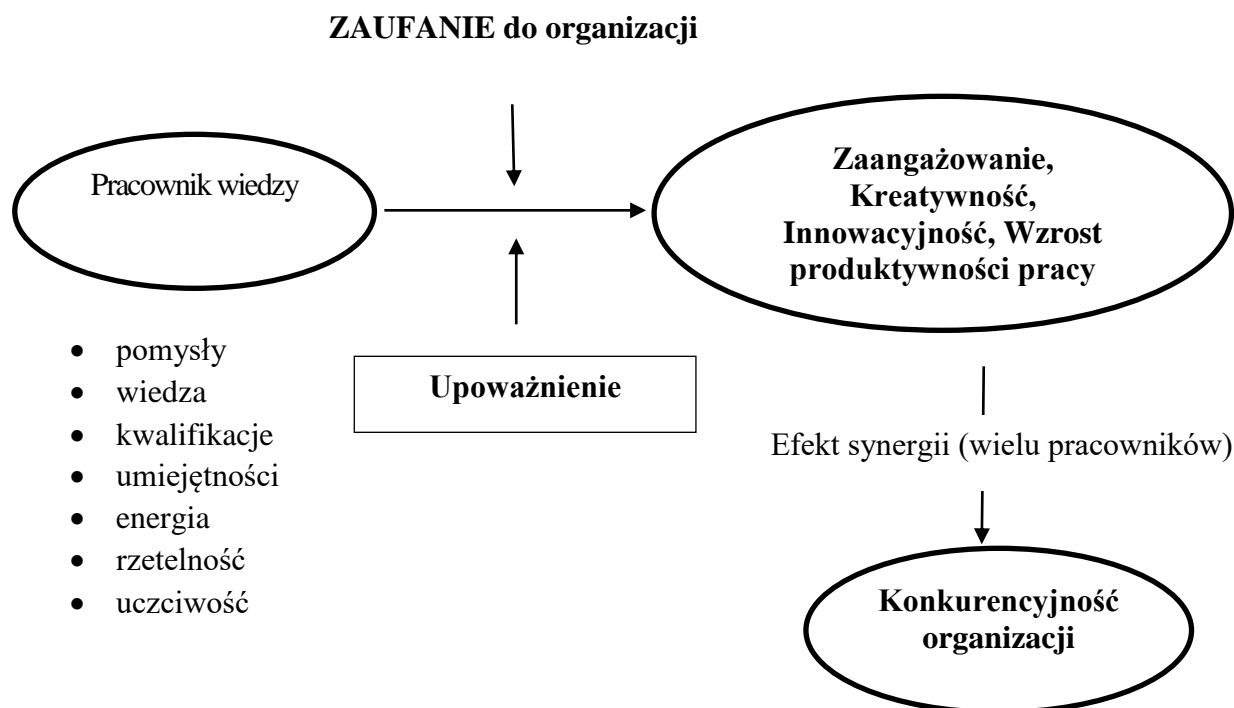 ZAUFANIE do organizacji
Pracownik wiedzy
Zaangażowanie,
Kreatywność,
Innowacyjność, Wzrost
produktywności pracy
• pomysły
• wiedza
• kwalifikacje
• umiejętności
• energia
• rzetelność
• uczciwość
Upoważnienie
Efekt synergii (wielu pracowników)
Konkurencyjność
organizacji